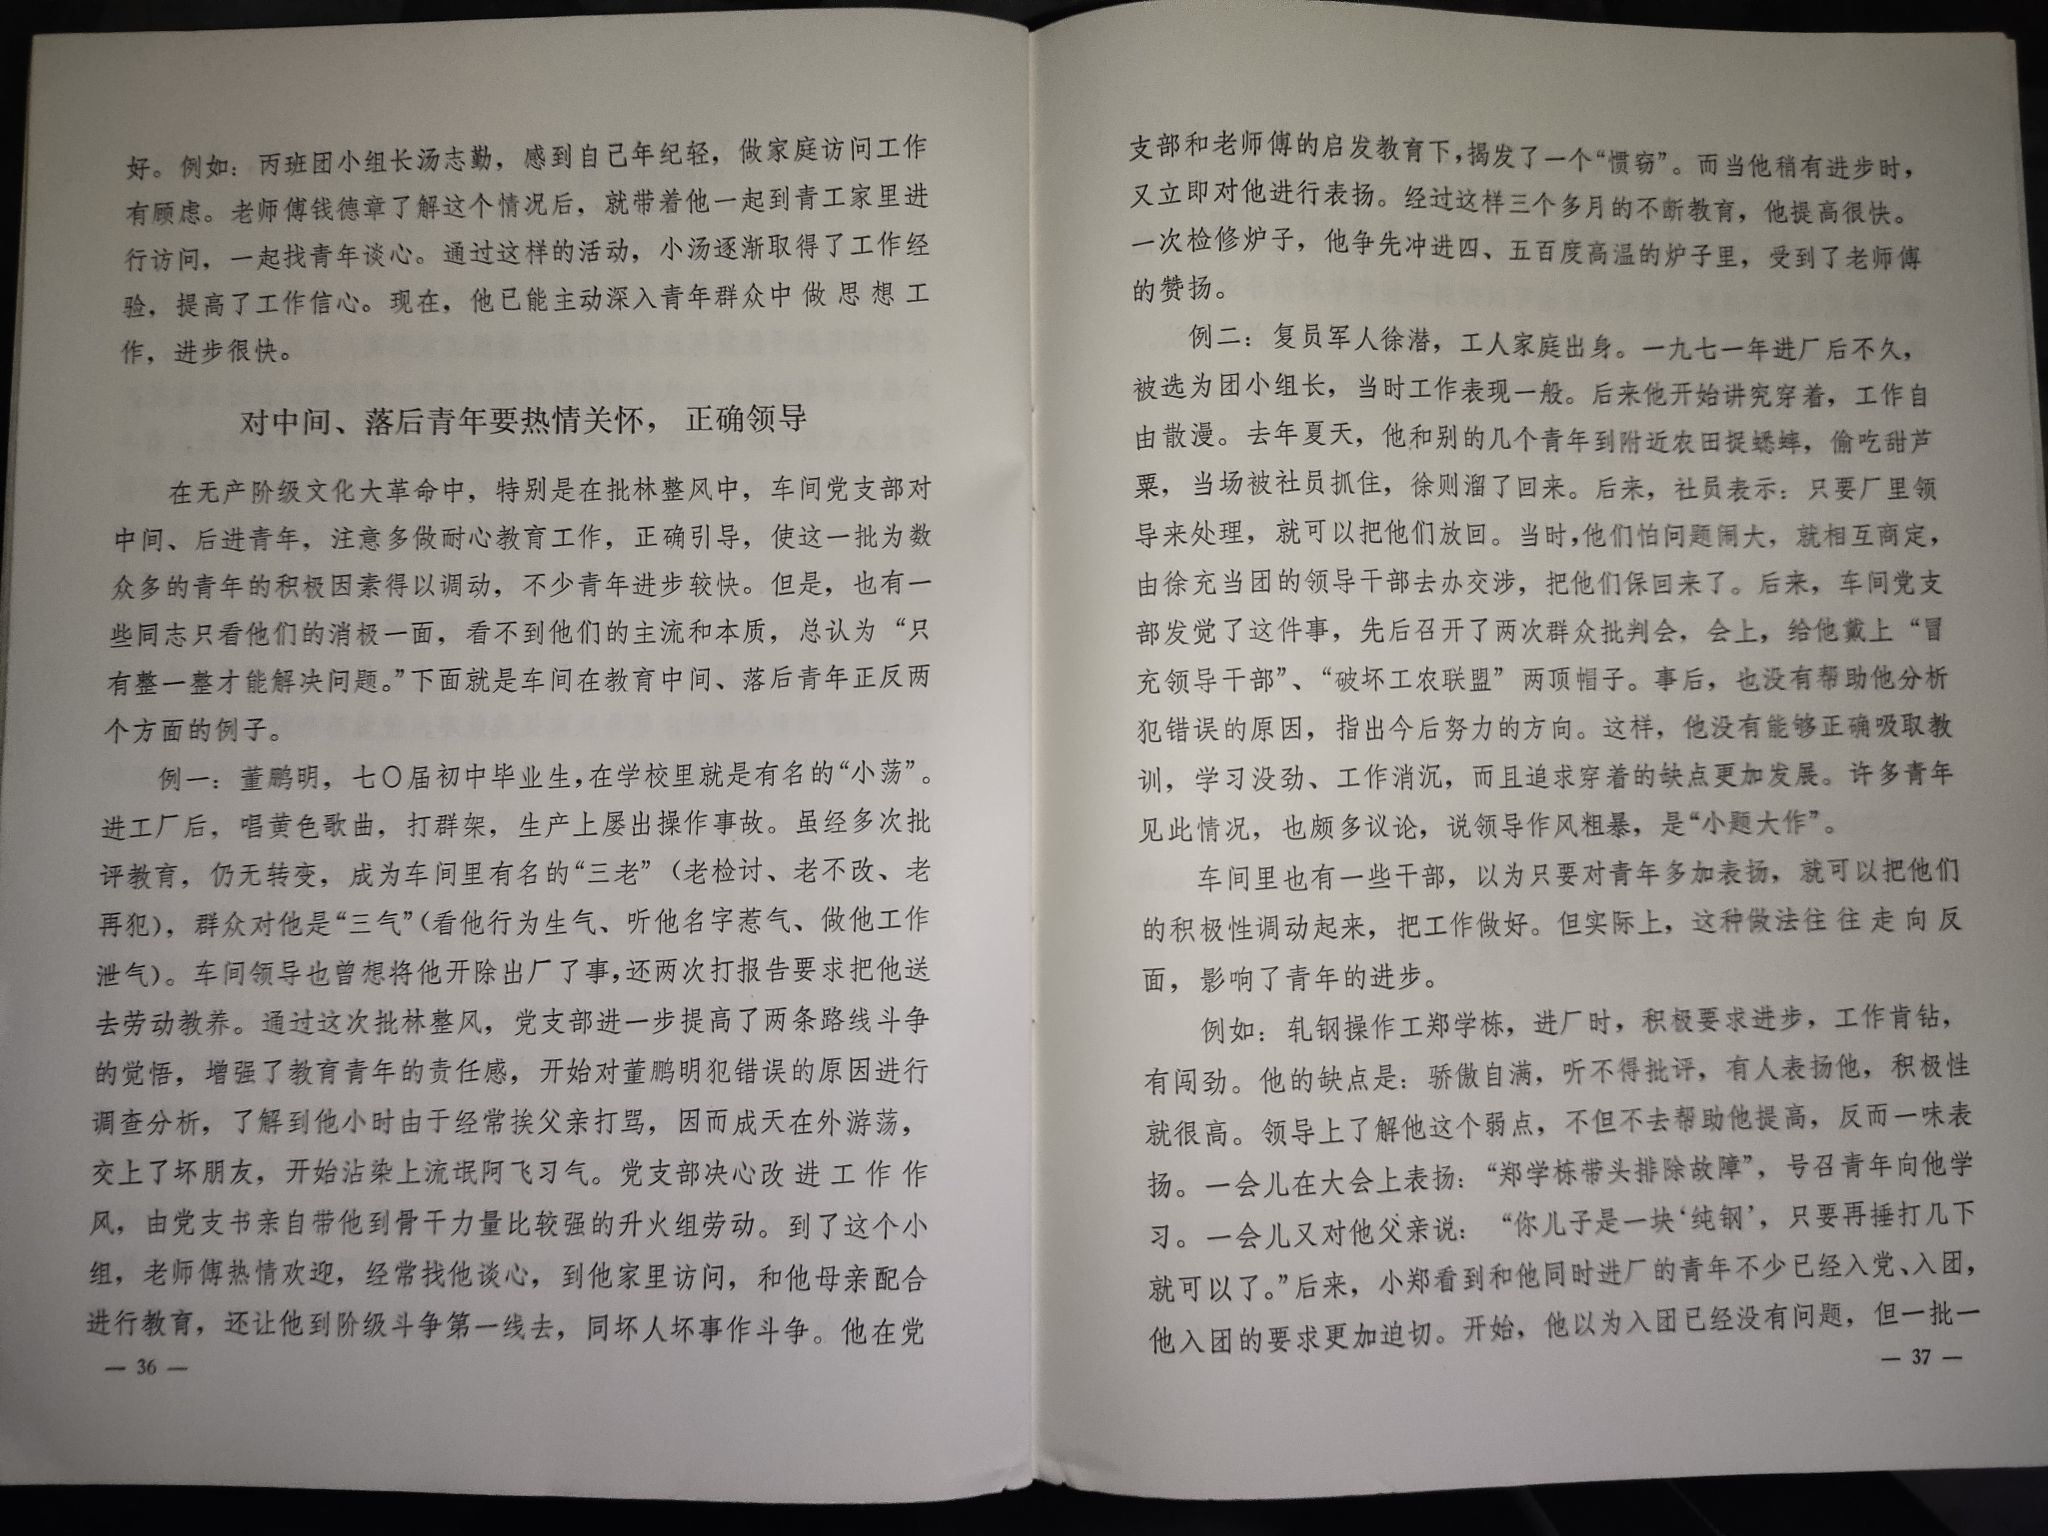 好。例如：丙班团小组长汤志勤，感到自己年纪轻，做家庭访问工作
有顾虑。老师傅钱德章了解这个情况后，就带着他一起到青工家里进
行访问，一起找青年谈心。通过这样的活动，小汤逐渐取得了工作经
验，提高了工作信心。现在，他已能主动深入青年群众中做思想工
作，进步很快。
对中间、落后青年要热情关怀，正确领导
在无产阶级文化大革命中，特别是在批林整风中，车间党支部对
中间、后进青年，注意多做耐心教育工作，正确引导，使这一批为数
众多的青年的积极因素得以调动，不少青年进步较快。但是，也有一
些同志只看他们的消极一面，看不到他们的主流和本质，总认为“只
有整一整才能解决问题。”下面就是车间在教育中间、落后青年正反两
个方面的例子。
例一：董鹏明，七〇届初中毕业生，在学校里就是有名的“小荡”。
进工厂后，唱黄色歌曲，打群架，生产上屡出操作事故。虽经多次批
评教育，仍无转变，成为车间里有名的“三老”（老检讨、老不改、老
再犯），群众对他是“三气”（看他行为生气、听他名字惹气、做他工作
泄气）。车间领导也曾想将他开除出厂了事，还两次打报告要求把他送
去劳动教养。通过这次批林整风，党支部进一步提高了两条路线斗争
的觉悟，增强了教育青年的责任感，开始对董鹏明犯错误的原因进行
调查分析，了解到他小时由于经常挨父亲打骂，因而成天在外游荡，
交上了坏朋友，开始沾染上流氓阿飞习气。党支部决心改进工作作
风，由党支书亲自带他到骨干力量比较强的升火组劳动。到了这个小
组，老师傅热情欢迎，经常找他谈心，到他家里访问，和他母亲配合
进行教育，还让他到阶级斗争第一线去，同坏人坏事作斗争。他在党
— 36 —
支部和老师傅的启发教育下，揭发了一个“惯窃”。而当他稍有进步时，
又立即对他进行表扬。经过这样三个多月的不断教育，他提高很快。
一次检修炉子，他争先冲进四、五百度高温的炉子里，受到了老师傅
的赞扬。
例二：复员军人徐潜，工人家庭出身。一九七一年进厂后不久，
被选为团小组长，当时工作表现一般。后来他开始讲究穿着，工作自
由散漫。去年夏天，他和别的几个青年到附近农田捉蟋蟀，偷吃甜芦
粟，当场被社员抓住，徐则溜了回来。后来，社员表示：只要厂里领
导来处理，就可以把他们放回。当时，他们怕问题闹大，就相互商定，
由徐充当团的领导干部去办交涉，把他们保回来了。后来，车间党支
部发觉了这件事，先后召开了两次群众批判会，会上，给他戴上“冒
充领导干部”、“破坏工农联盟”两顶帽子。事后，也没有帮助他分析
犯错误的原因，指出今后努力的方向。这样，他没有能够正确吸取教
训，学习没劲、工作消沉，而且追求穿着的缺点更加发展。许多青年
见此情况，也颇多议论，说领导作风粗暴，是“小题大作”。
车间里也有一些干部，以为只要对青年多加表扬，就可以把他们
的积极性调动起来，把工作做好。但实际上，这种做法往往走向反
面，影响了青年的进步。
例如：轧钢操作工郑学栋，进厂时，积极要求进步，工作肯钻，
有闯劲。他的缺点是：骄傲自满，听不得批评，有人表扬他，积极性
就很高。领导上了解他这个弱点，不但不去帮助他提高，反而一味表
扬。一会儿在大会上表扬：“郑学栋带头排除故障”，号召青年向他学
习。一会儿又对他父亲说：“你儿子是一块‘纯钢’，只要再捶打几下
就可以了。”后来，小郑看到和他同时进厂的青年不少已经入党、入团，
他入团的要求更加迫切。开始，他以为入团已经没有问题，但一批一
— 37 —